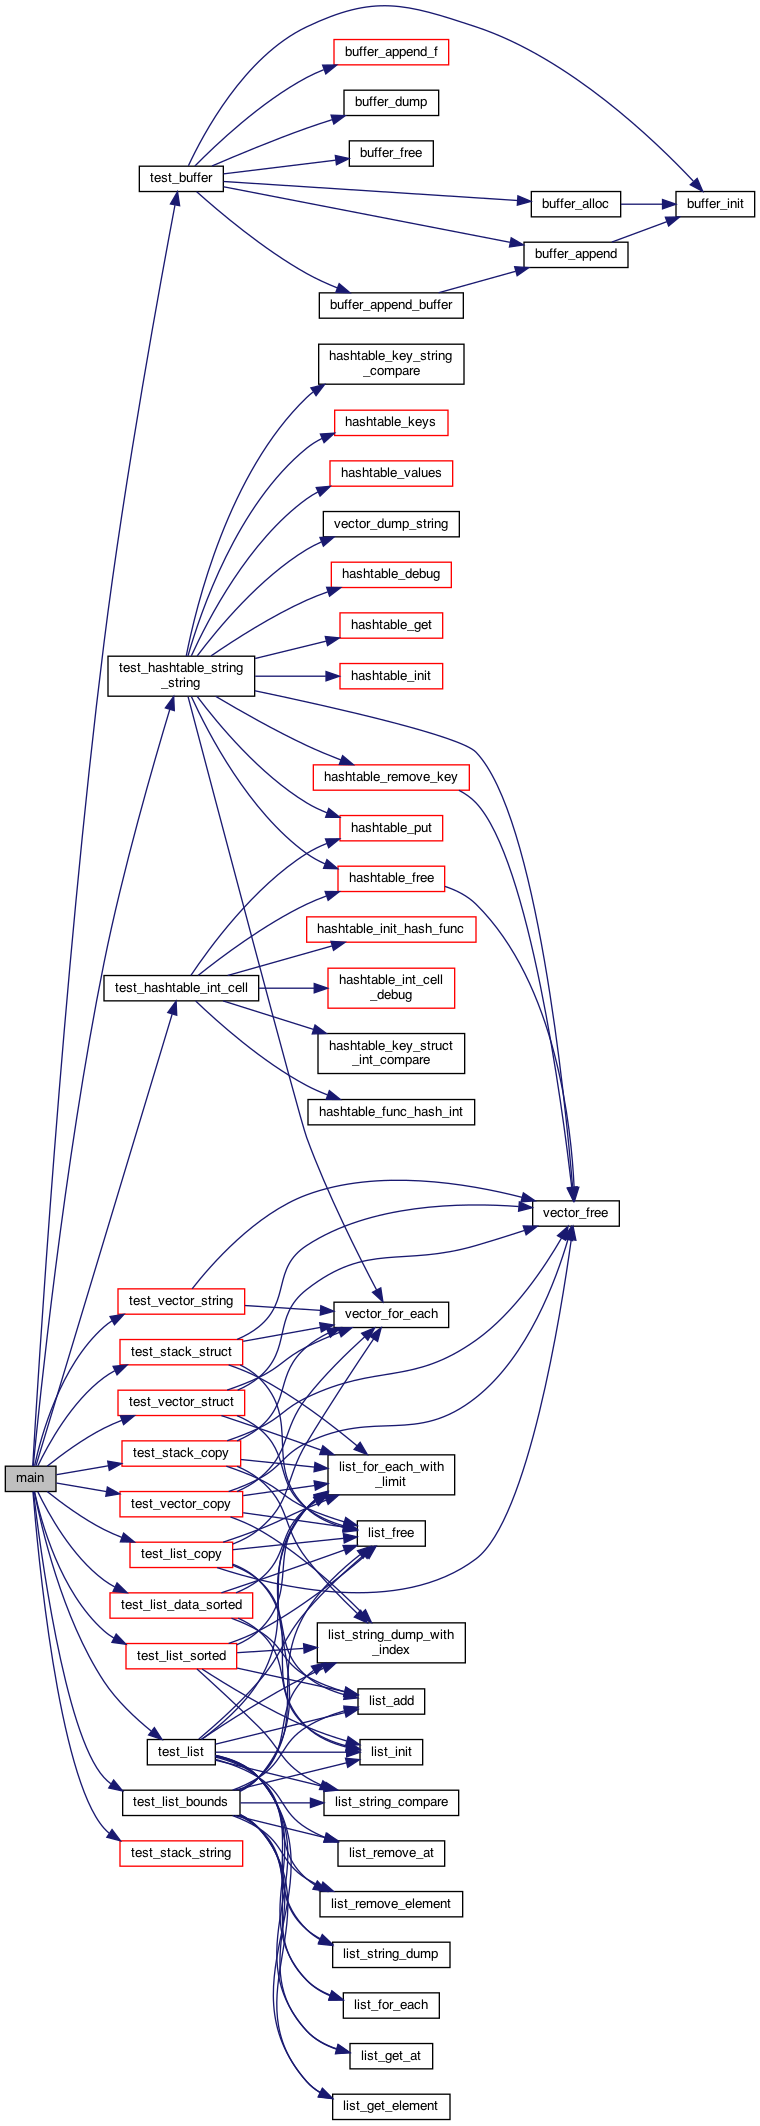 buffer_append_f
buffer_dump
buffer_free
test_buffer
buffer_alloc
buffer_init
buffer_append
buffer_append_buffer
hashtable_key_string
_compare
hashtable_keys
hashtable_values
vector_dump_string
hashtable_debug
hashtable_get
test_hashtable_string
_string
hashtable_init
hashtable_remove_key
hashtable_put
hashtable_free
hashtable_init_hash_func
test_hashtable_int_cell
hashtable_int_cell
_debug
hashtable_key_struct
_int_compare
hashtable_func_hash_int
vector_free
test_vector_string
vector_for_each
test_stack_struct
test_vector_struct
test_stack_copy
main
list_for_each_with
_limit
test_vector_copy
list_free
test_list_copy
test_list_data_sorted
list_string_dump_with
_index
test_list_sorted
list_add
test_list
list_init
test_list_bounds
list_string_compare
test_stack_string
list_remove_at
list_remove_element
list_string_dump
list_for_each
list_get_at
list_get_element